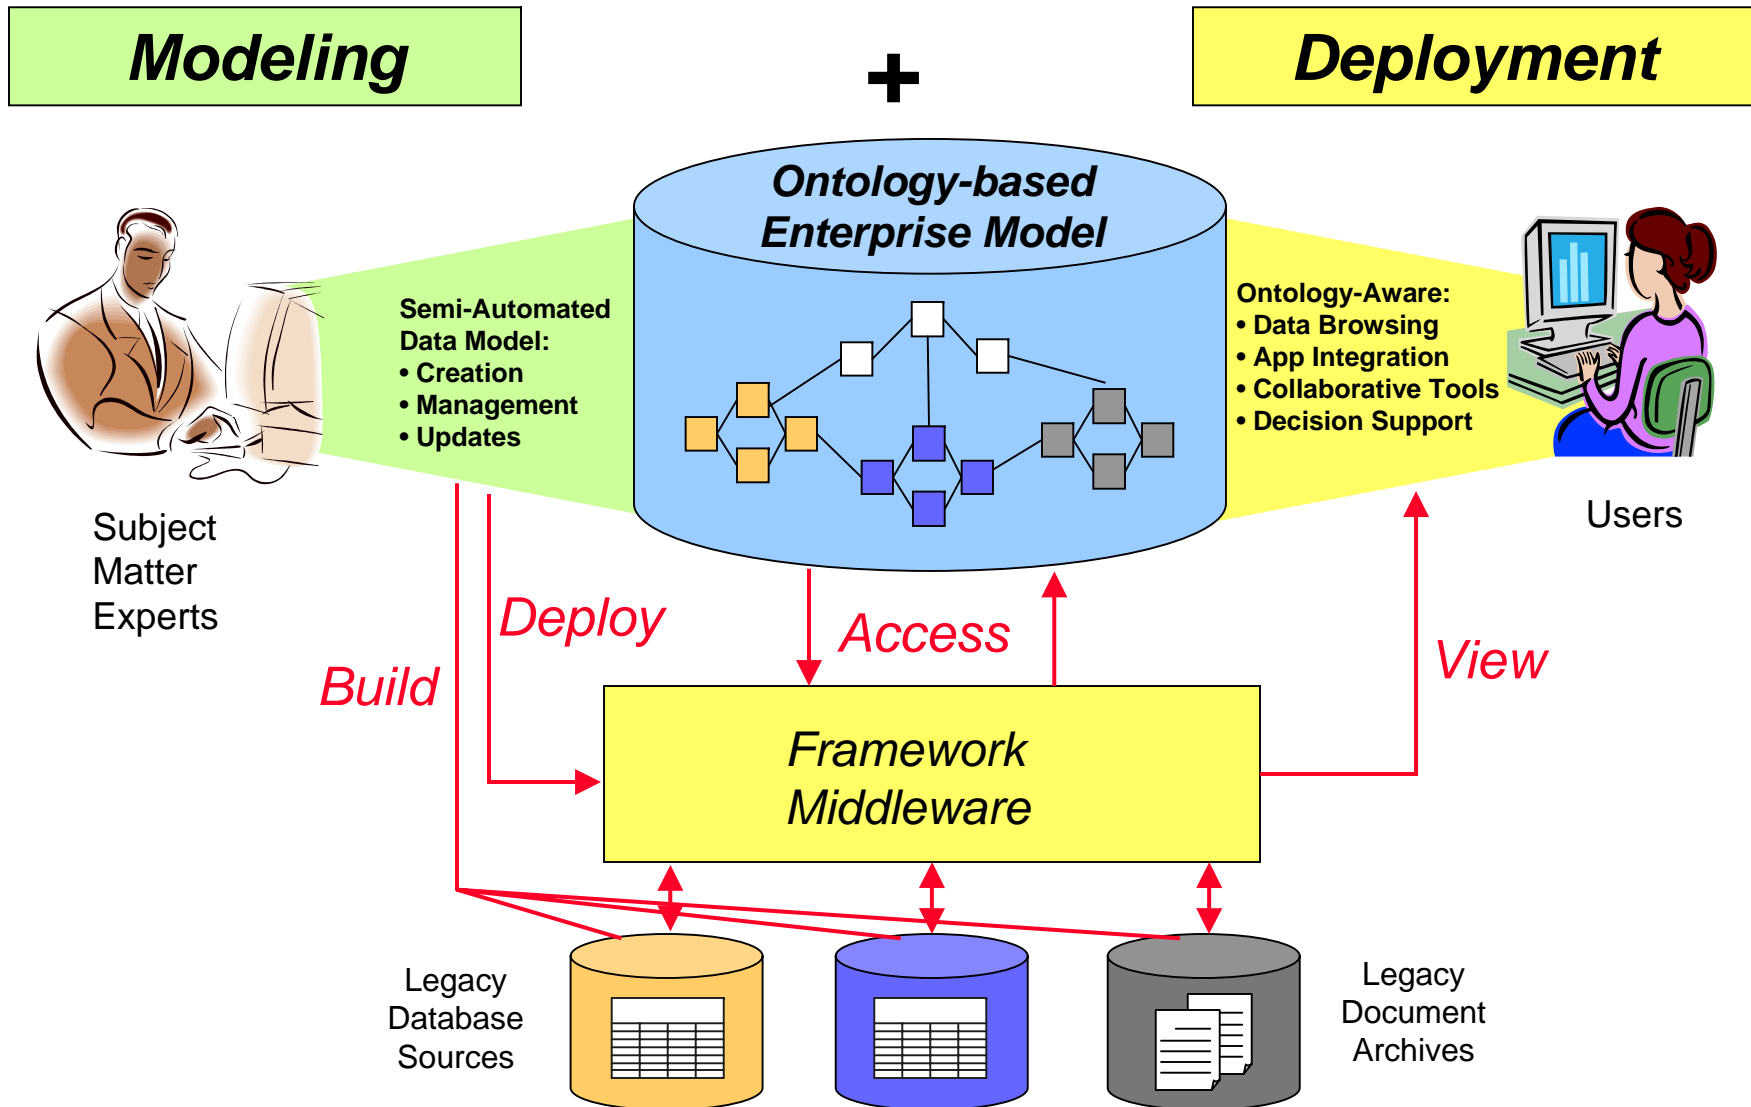 Modeling
+
Deployment
Ontology-based
Enterprise Model
Semi-Automated
Data Model:
• Creation
• Management
• Updates
Ontology-Aware:
• Data Browsing
• App Integration
• Collaborative Tools
• Decision Support
Subject
Matter
Experts
Users
Deploy
Access
Build
View
Framework
Middleware
Legacy
Database
Sources
Legacy
Document
Archives